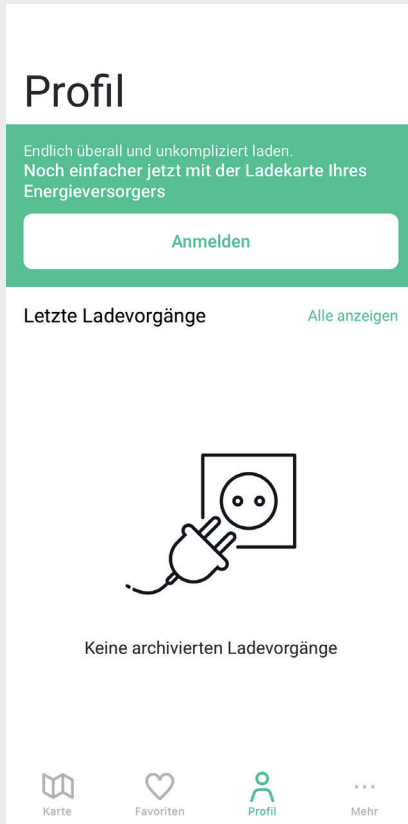 Profil
Endlich überall und unkompliziert laden.
Noch einfacher jetzt mit der Ladekarte Ihres
Energieversorgers
Anmelden
Letzte Ladevorgänge
Alle anzeigen
Keine archivierten Ladevorgänge
Karte
Favoriten
Profil
Mehr